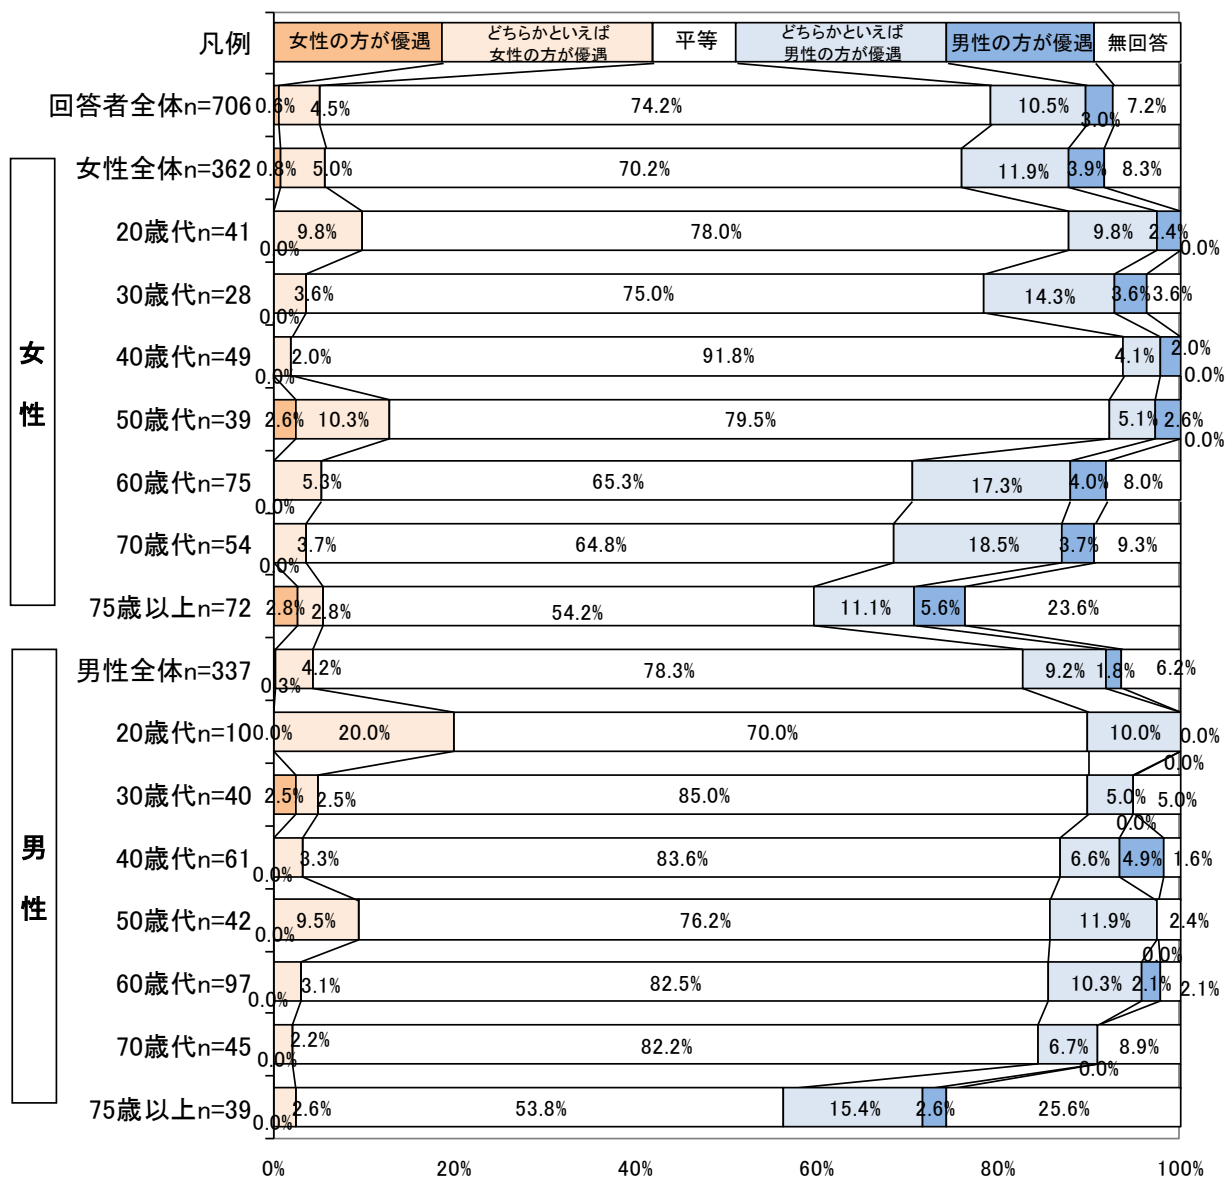 凡例
女性の方が優遇
どちらかといえば
女性の方が優遇
平等
どちらかといえば
男性の方が優遇
男性の方が優遇
無回答
回答者全体n=706 0.6% 4.5% 74.2% 10.5% 3.0% 7.2%
女性
女性全体n=362 0.8% 5.0% 70.2% 11.9% 3.9% 8.3%
20歳代n=41 0.0% 9.8% 78.0% 9.8% 2.4% 0.0%
30歳代n=28 0.0% 3.6% 75.0% 14.3% 3.6% 3.6%
40歳代n=49 0.0% 2.0% 91.8% 4.1% 2.0% 0.0%
50歳代n=39 2.6% 10.3% 79.5% 5.1% 2.6% 0.0%
60歳代n=75 0.0% 5.3% 65.3% 17.3% 4.0% 8.0%
70歳代n=54 0.0% 3.7% 64.8% 18.5% 3.7% 9.3%
75歳以上n=72 2.8% 2.8% 54.2% 11.1% 5.6% 23.6%
男性
男性全体n=337 0.3% 4.2% 78.3% 9.2% 1.8% 6.2%
20歳代n=10 0.0% 20.0% 70.0% 10.0% 0.0% 0.0%
30歳代n=40 2.5% 2.5% 85.0% 5.0% 0.0% 5.0%
40歳代n=61 0.0% 3.3% 83.6% 6.6% 4.9% 1.6%
50歳代n=42 0.0% 9.5% 76.2% 11.9% 0.0% 2.4%
60歳代n=97 0.0% 3.1% 82.5% 10.3% 2.1% 2.1%
70歳代n=45 0.0% 2.2% 82.2% 6.7% 0.0% 8.9%
75歳以上n=39 0.0% 2.6% 53.8% 15.4% 2.6% 25.6%
0% 20% 40% 60% 80% 100%